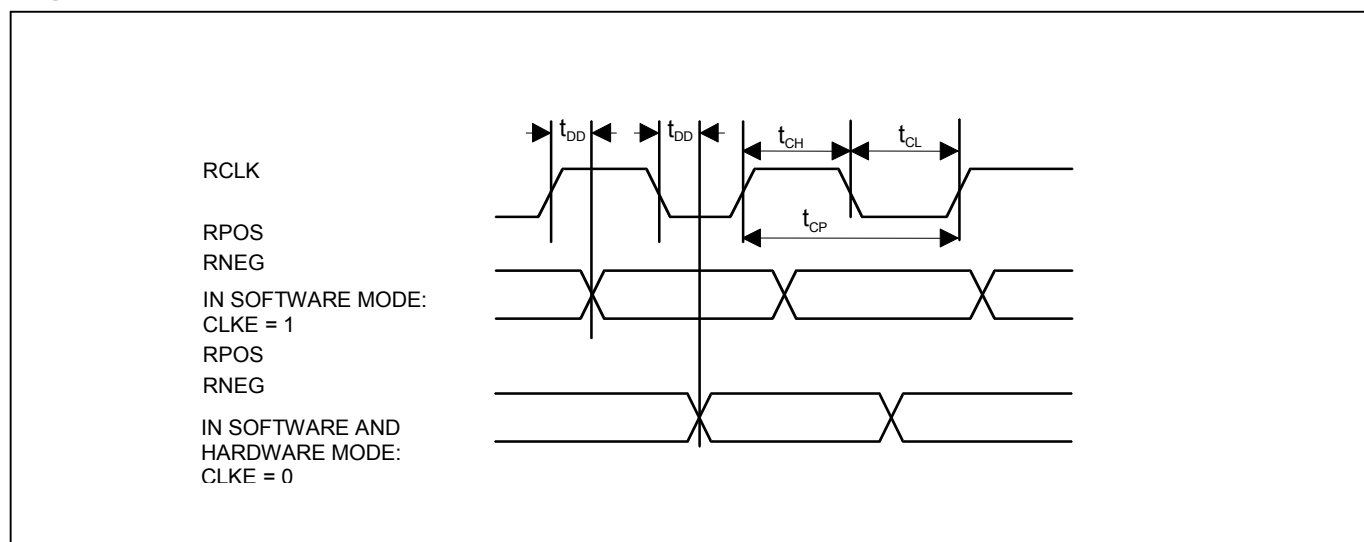 tDD
tDD
tCH
tCL
RCLK
tCP
RPOS
RNEG
IN SOFTWARE MODE:
CLKE = 1
RPOS
RNEG
IN SOFTWARE AND
HARDWARE MODE:
CLKE = 0